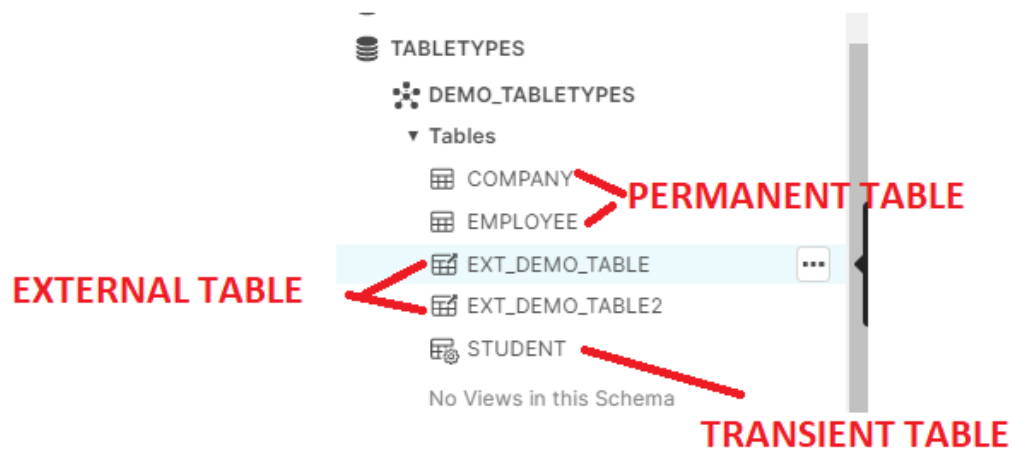 TABLETYPES
DEMO_TABLETYPES
Tables
COMPANY
PERMANENT TABLE
EMPLOYEE
EXT_DEMO_TABLE
EXTERNAL TABLE
EXT_DEMO_TABLE2
STUDENT
No Views in this Schema
TRANSIENT TABLE